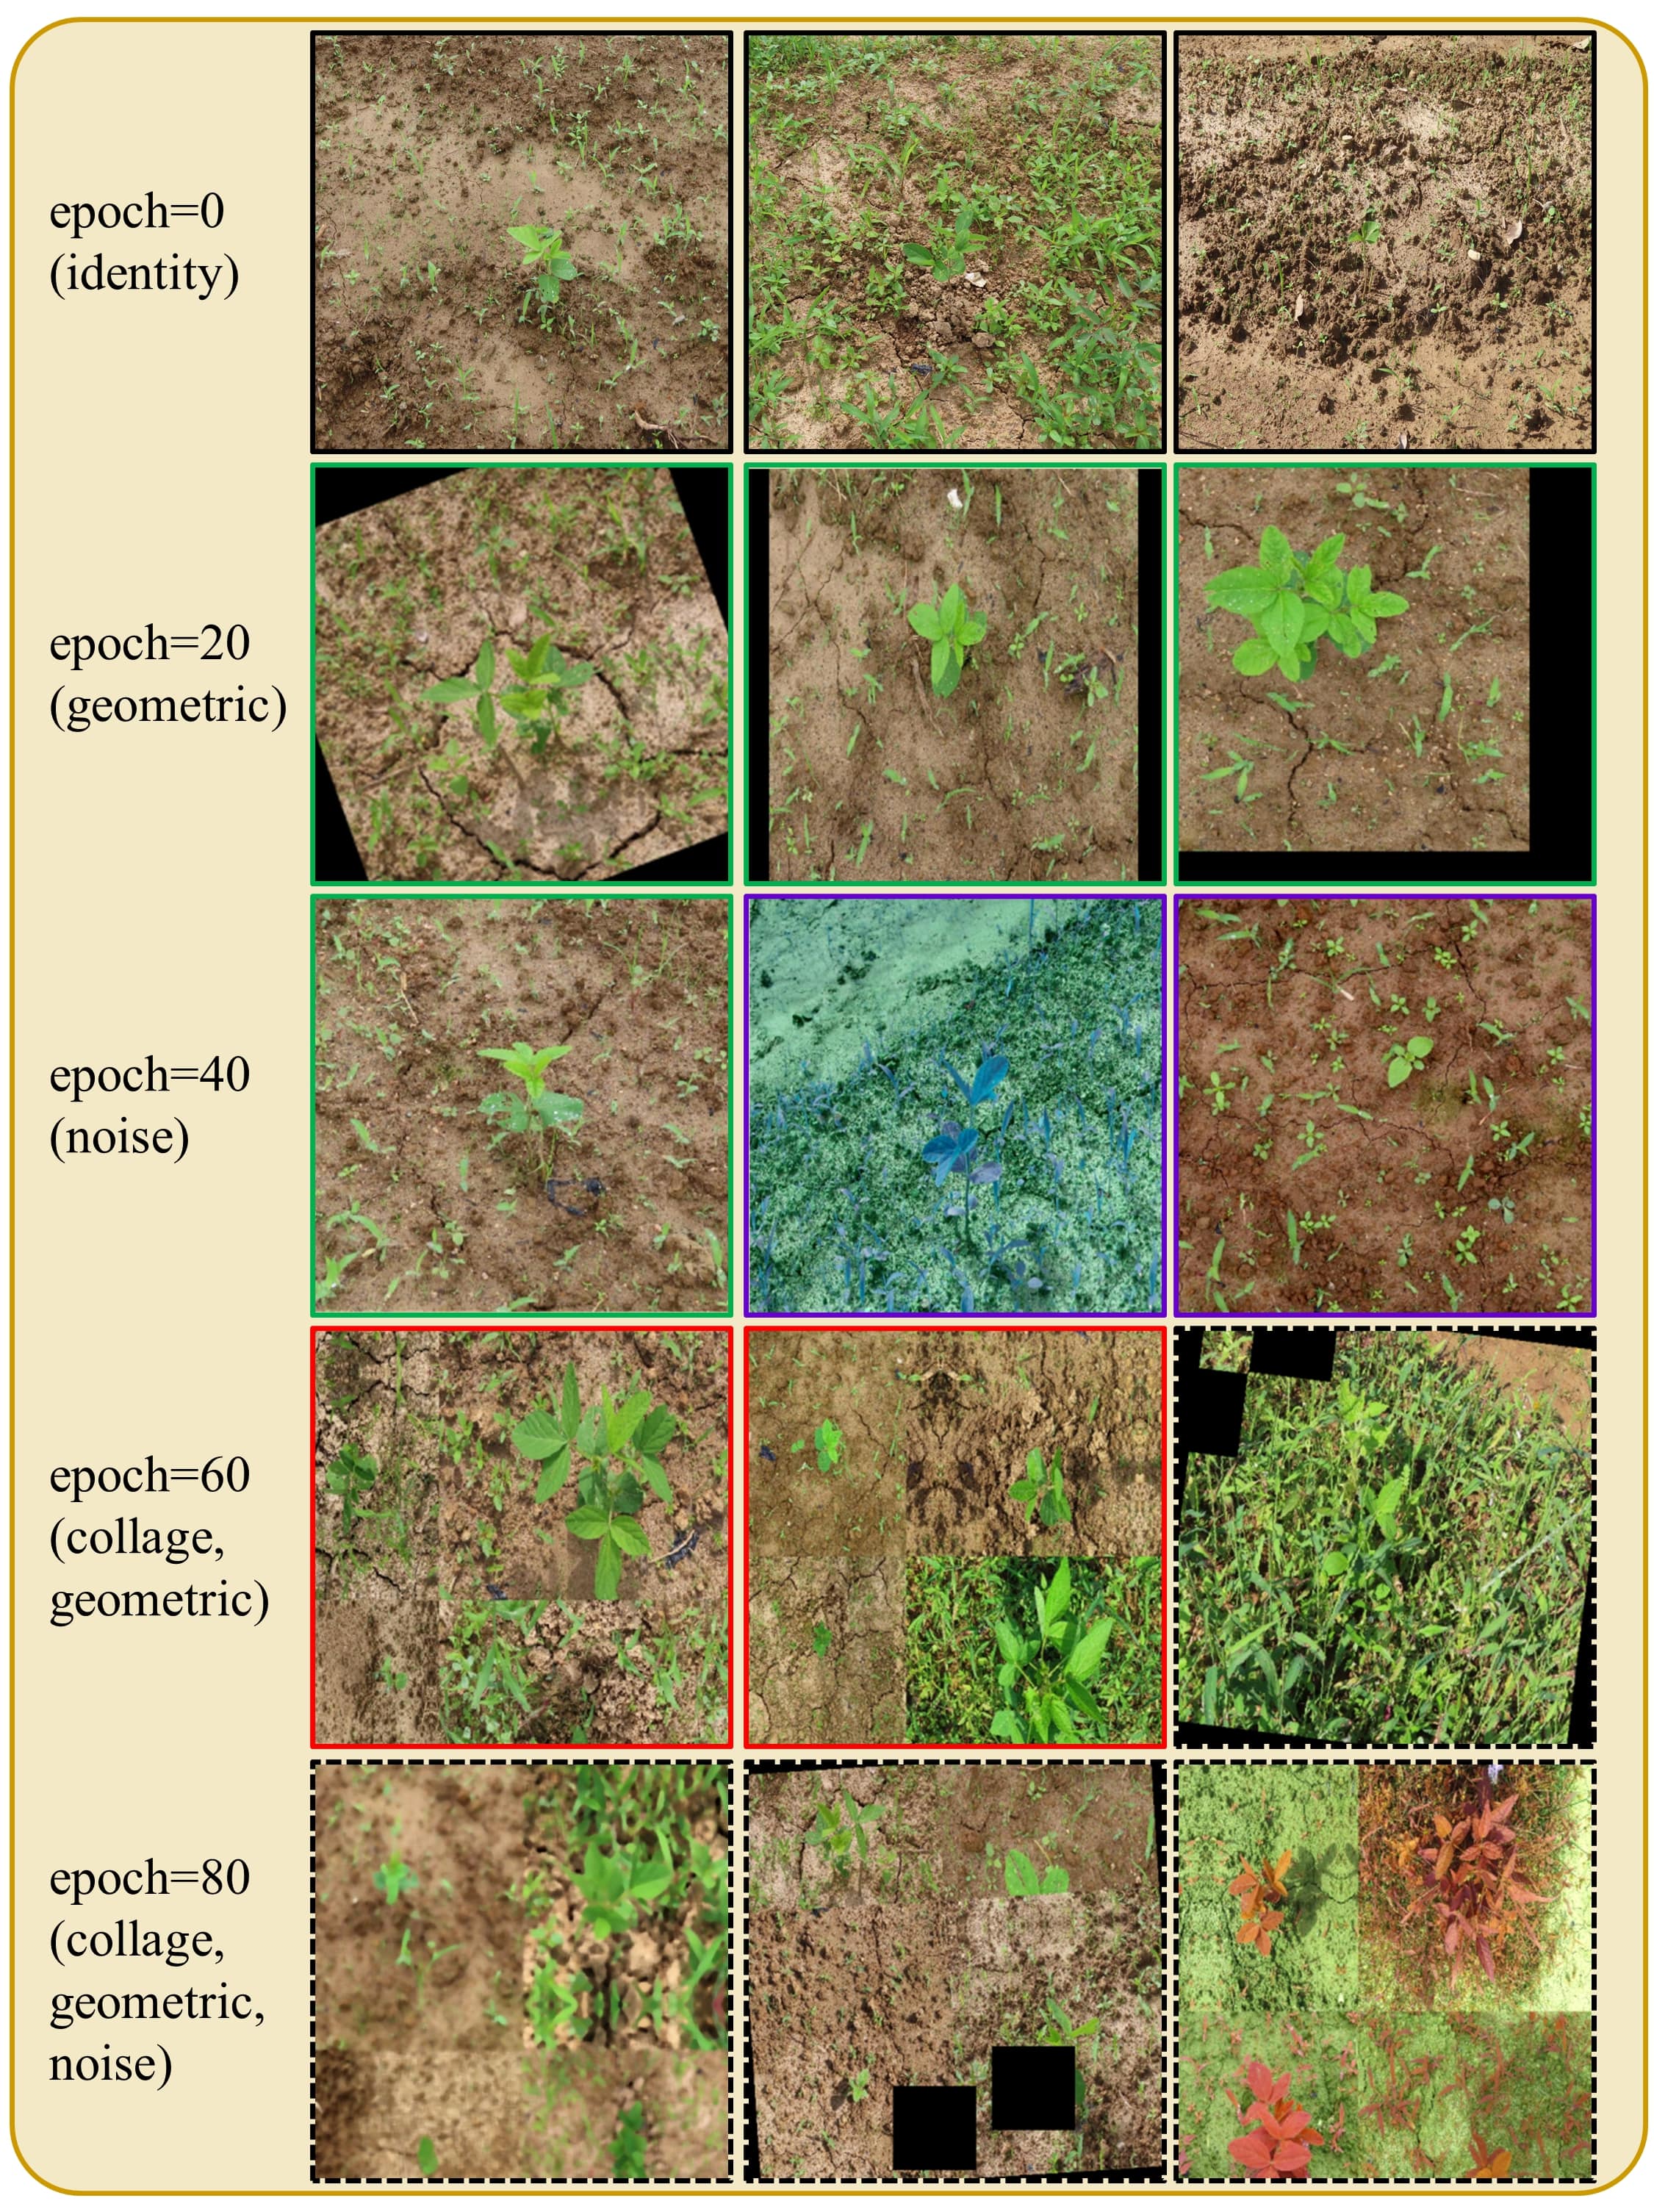 epoch=0
(identity)
epoch=20
(geometric)
epoch=40
(noise)
epoch=60
(collage,
geometric)
epoch=80
(collage,
geometric,
noise)